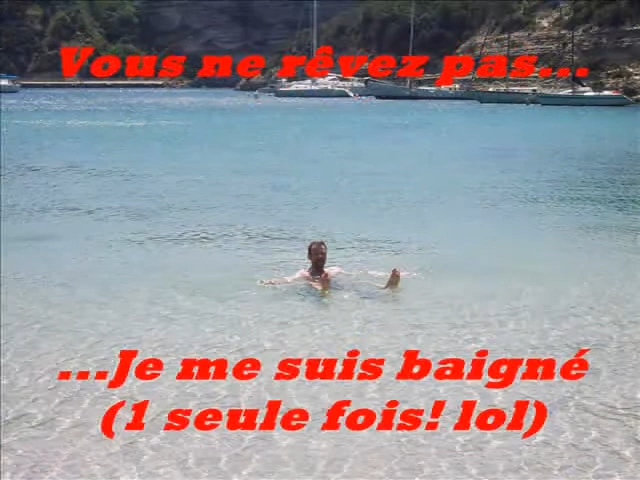 Vous ne rêvez pas...
...Je me suis baigné
(1 seule fois! lol)